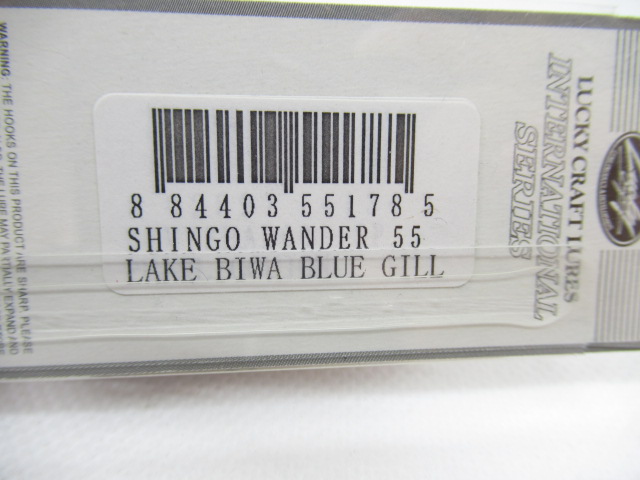 8 84403 55178 5
SHINGO WANDER 55
LAKE BIWA BLUE GILL
LUCKY CRAFT LURES
INTERNATIONAL
SERIES
WARNING: THE HOOKS ON THIS PRODUCT ARE SHARP. PLEASE